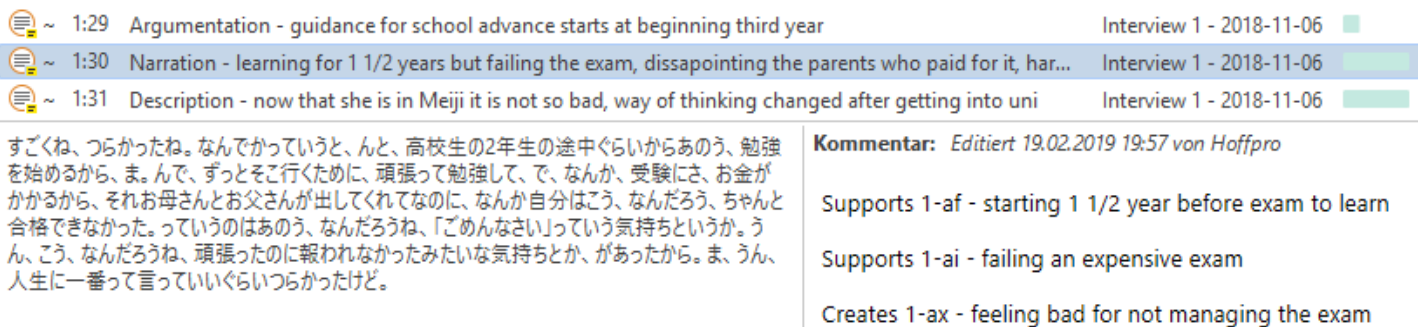 ~ 1:29 Argumentation - guidance for school advance starts at beginning third year Interview 1 - 2018-11-06
~ 1:30 Narration - learning for 1 1/2 years but failing the exam, dissapointing the parents who paid for it, har... Interview 1 - 2018-11-06
~ 1:31 Description - now that she is in Meiji it is not so bad, way of thinking changed after getting into uni Interview 1 - 2018-11-06
すごくね、つらかったね。なんでかっていうと、んと、高校生の2年生の途中ぐらいからあのう、勉強
を始めるから、ま。んで、ずっとそこ行くために、頑張って勉強して、で、なんか、受験にさ、お金が
かかるから、それお母さんとお父さんが出してくれてなのに、なんか自分はこう、なんだろう、ちゃんと
合格できなかった。っていうのはあのう、なんだろうね、「ごめんなさい」っていう気持ちというか。う
ん、こう、なんだろうね、頑張ったのに報われなかったみたいな気持ちとか、があったから。ま、うん、
人生に一番って言っていいぐらいつらかったけど。
Kommentar: Editiert 19.02.2019 19:57 von Hoffpro
Supports 1-af - starting 1 1/2 year before exam to learn
Supports 1-ai - failing an expensive exam
Creates 1-ax - feeling bad for not managing the exam